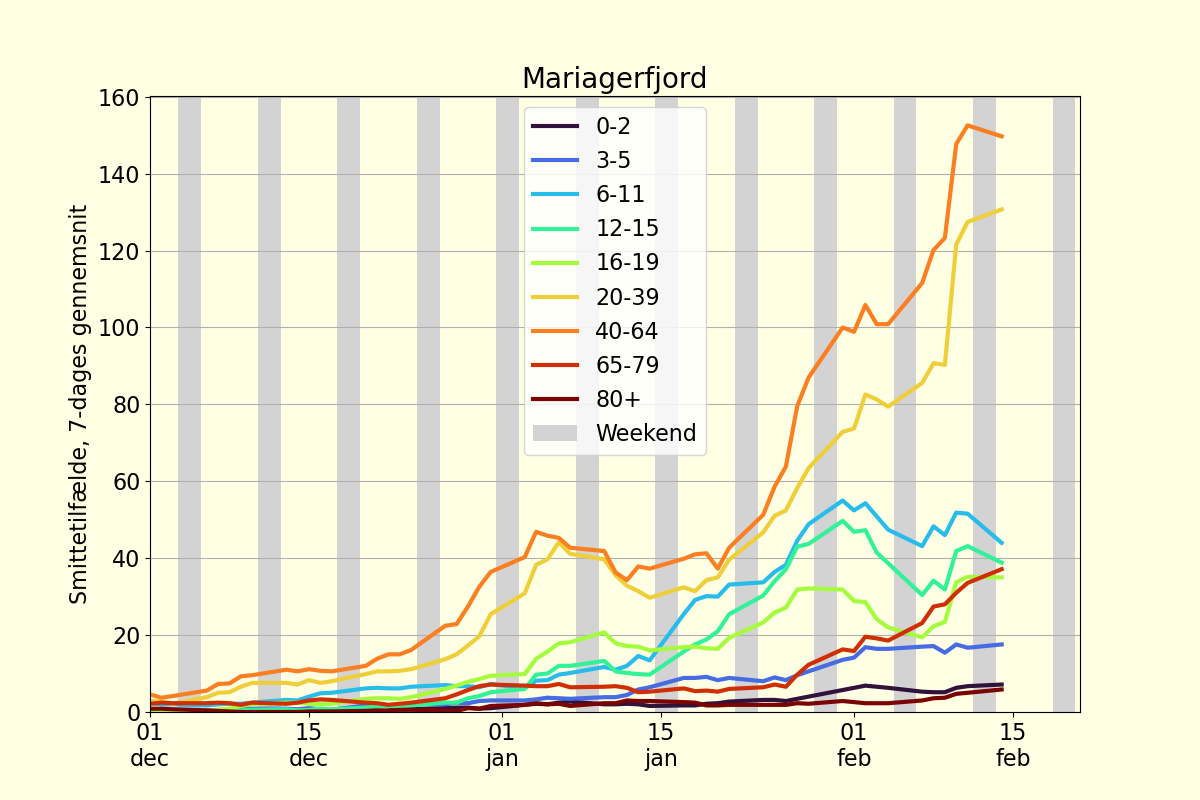 Mariagerfjord
Smittetilfælde, 7-dages gennemsnit
160
140
120
100
80
60
40
20
0
0-2
3-5
6-11
12-15
16-19
20-39
40-64
65-79
80+
Weekend
01 dec
15 dec
01 jan
15 jan
01 feb
15 feb